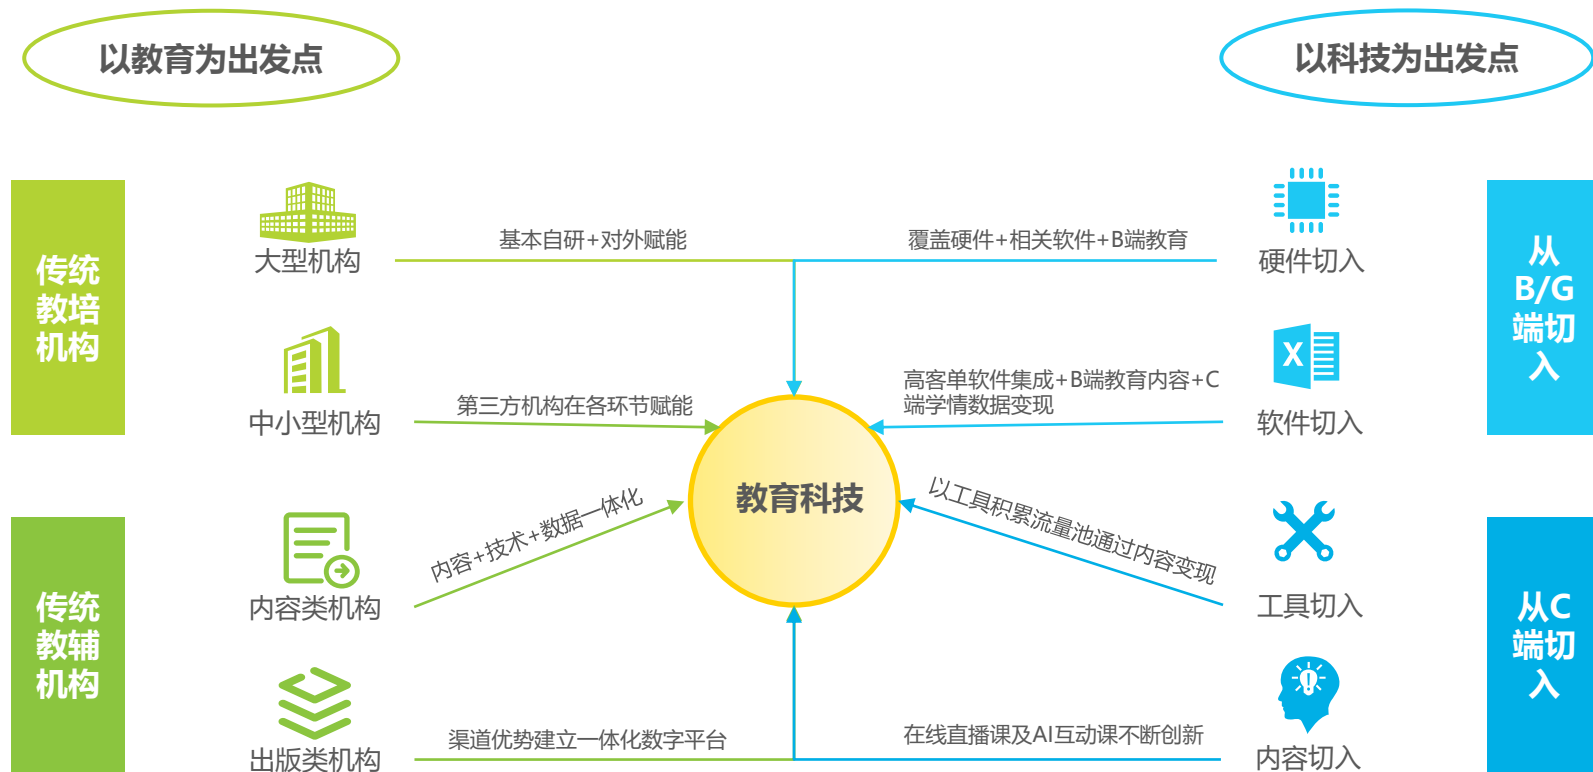 以教育为出发点
以科技为出发点
传统
教培
机构
大型机构
基本自研+对外赋能
覆盖硬件+相关软件+B端教育
硬件切入
从
B/G
端切
入
中小型机构
第三方机构在各环节赋能
高客单软件集成+B端教育内容+C
端学情数据变现
X
软件切入
教育科技
传统
教辅
机构
内容类机构
内容+技术+数据一体化
以工具积累流量池通过内容变现
工具切入
从C
端切
入
出版类机构
渠道优势建立一体化数字平台
在线直播课及AI互动课不断创新
内容切入